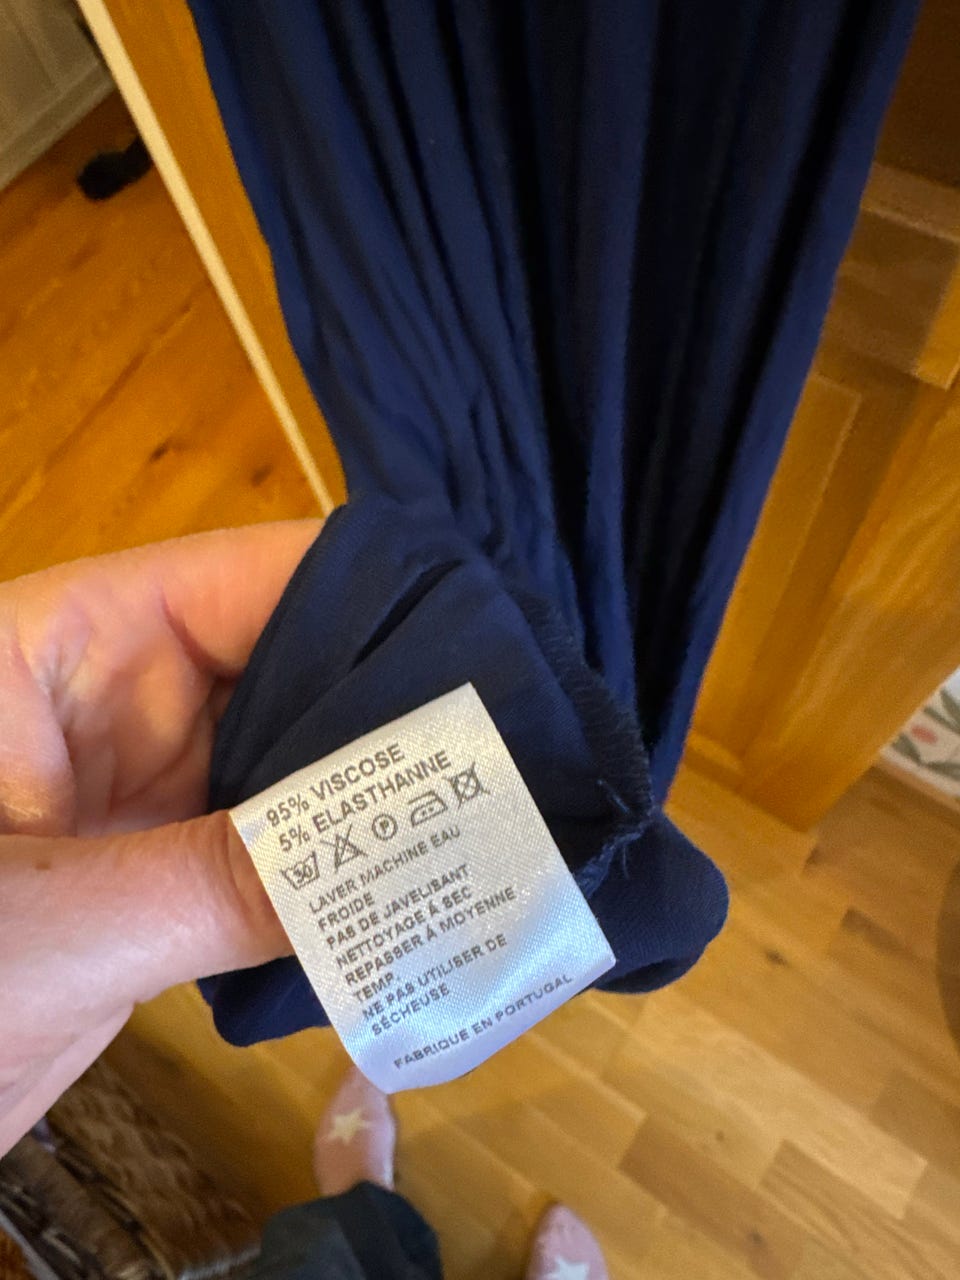 95% VISCOSE
5% ELASTHANNE
30 P
LAVER MACHINE EAU
FROIDE
PAS DE JAVELISANT
NETTOYAGE À SEC
REPASSER À MOYENNE
TEMP.
NE PAS UTILISER DE
SÉCHEUSE
FABRIQUE EN PORTUGAL